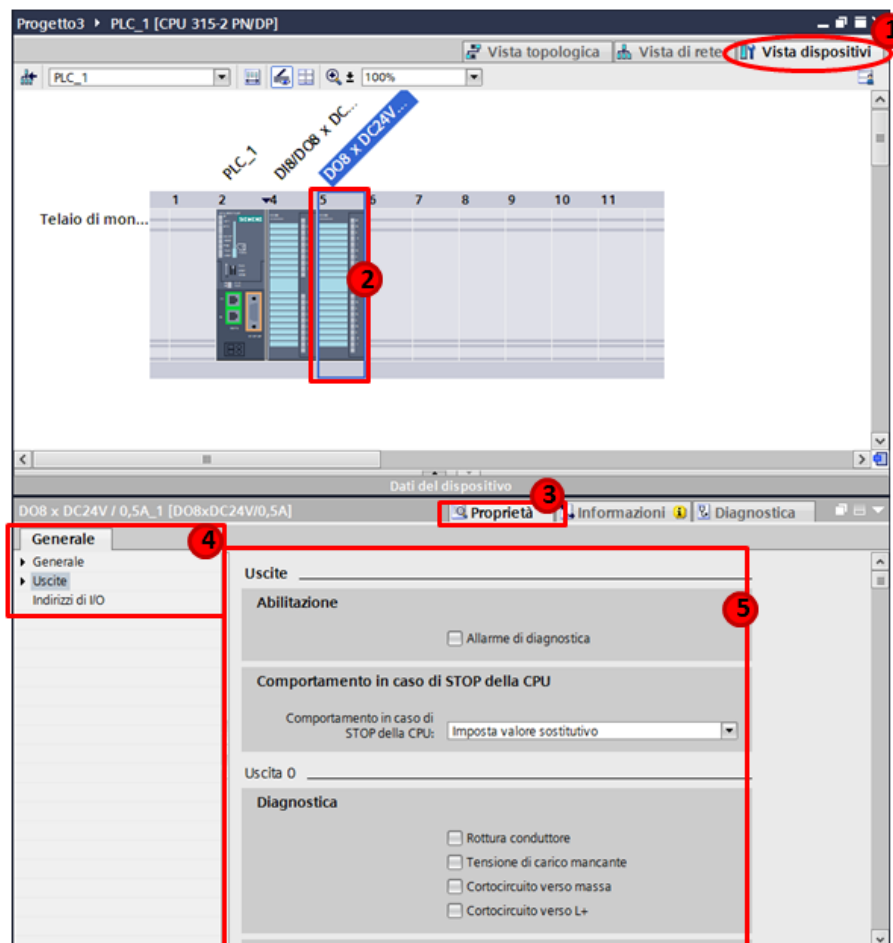 Progetto3 ▸ PLC_1 [CPU 315-2 PN/DP]
1
Vista topologica Vista di rete Vista dispositivi
PLC_1 100%
PLC_1 DI8/DO8 x DC... DO8 x DC24V...
1 2 4 5 6 7 8 9 10 11
Telaio di mon...
SIEMENS
2
Dati del dispositivo
3
DO8 x DC24V / 0,5A_1 [DO8xDC24V/0,5A] Proprietà Informazioni Diagnostica
Generale
4
Generale
Uscite
Indirizzi di I/O
Uscite
5
Abilitazione
Allarme di diagnostica
Comportamento in caso di STOP della CPU
Comportamento in caso di
STOP della CPU: Imposta valore sostitutivo
Uscita 0
Diagnostica
Rottura conduttore
Tensione di carico mancante
Cortocircuito verso massa
Cortocircuito verso L+